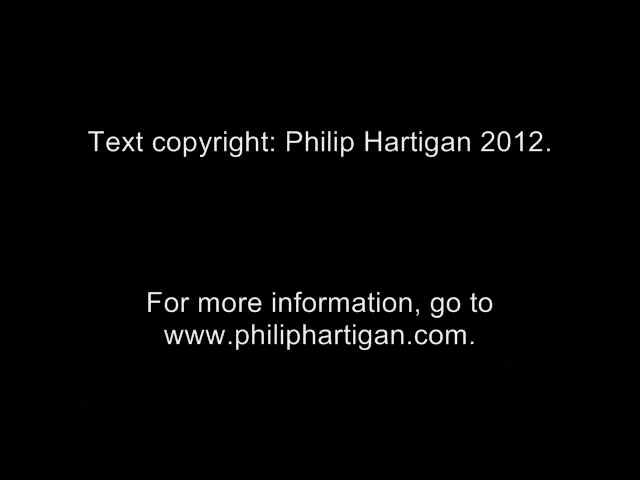 Text copyright: Philip Hartigan 2012.
For more information, go to
www.philiphartigan.com.